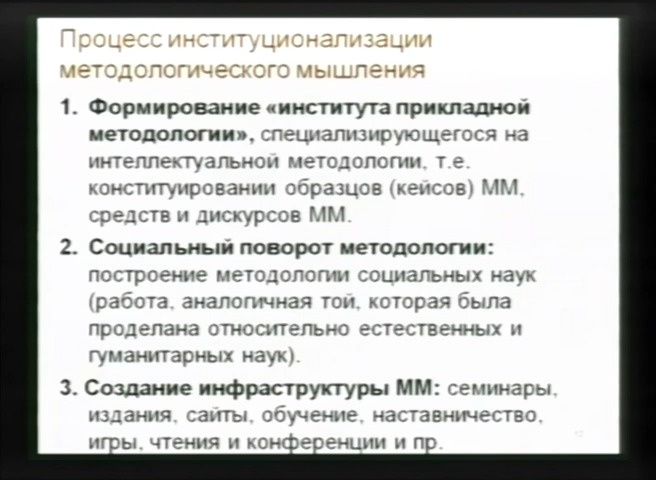 Процесс институционализации
методологического мышления
1. Формирование «института прикладной
методологии», специализирующегося на
интеллектуальной методологии, т.е.
конституировании образцов (кейсов) ММ,
средств и дискурсов ММ.
2. Социальный поворот методологии:
построение методологии социальных наук
(работа, аналогичная той, которая была
проделана относительно естественных и
гуманитарных наук).
3. Создание инфраструктуры ММ: семинары,
издания, сайты, обучение, наставничество,
игры, чтения и конференции и пр.